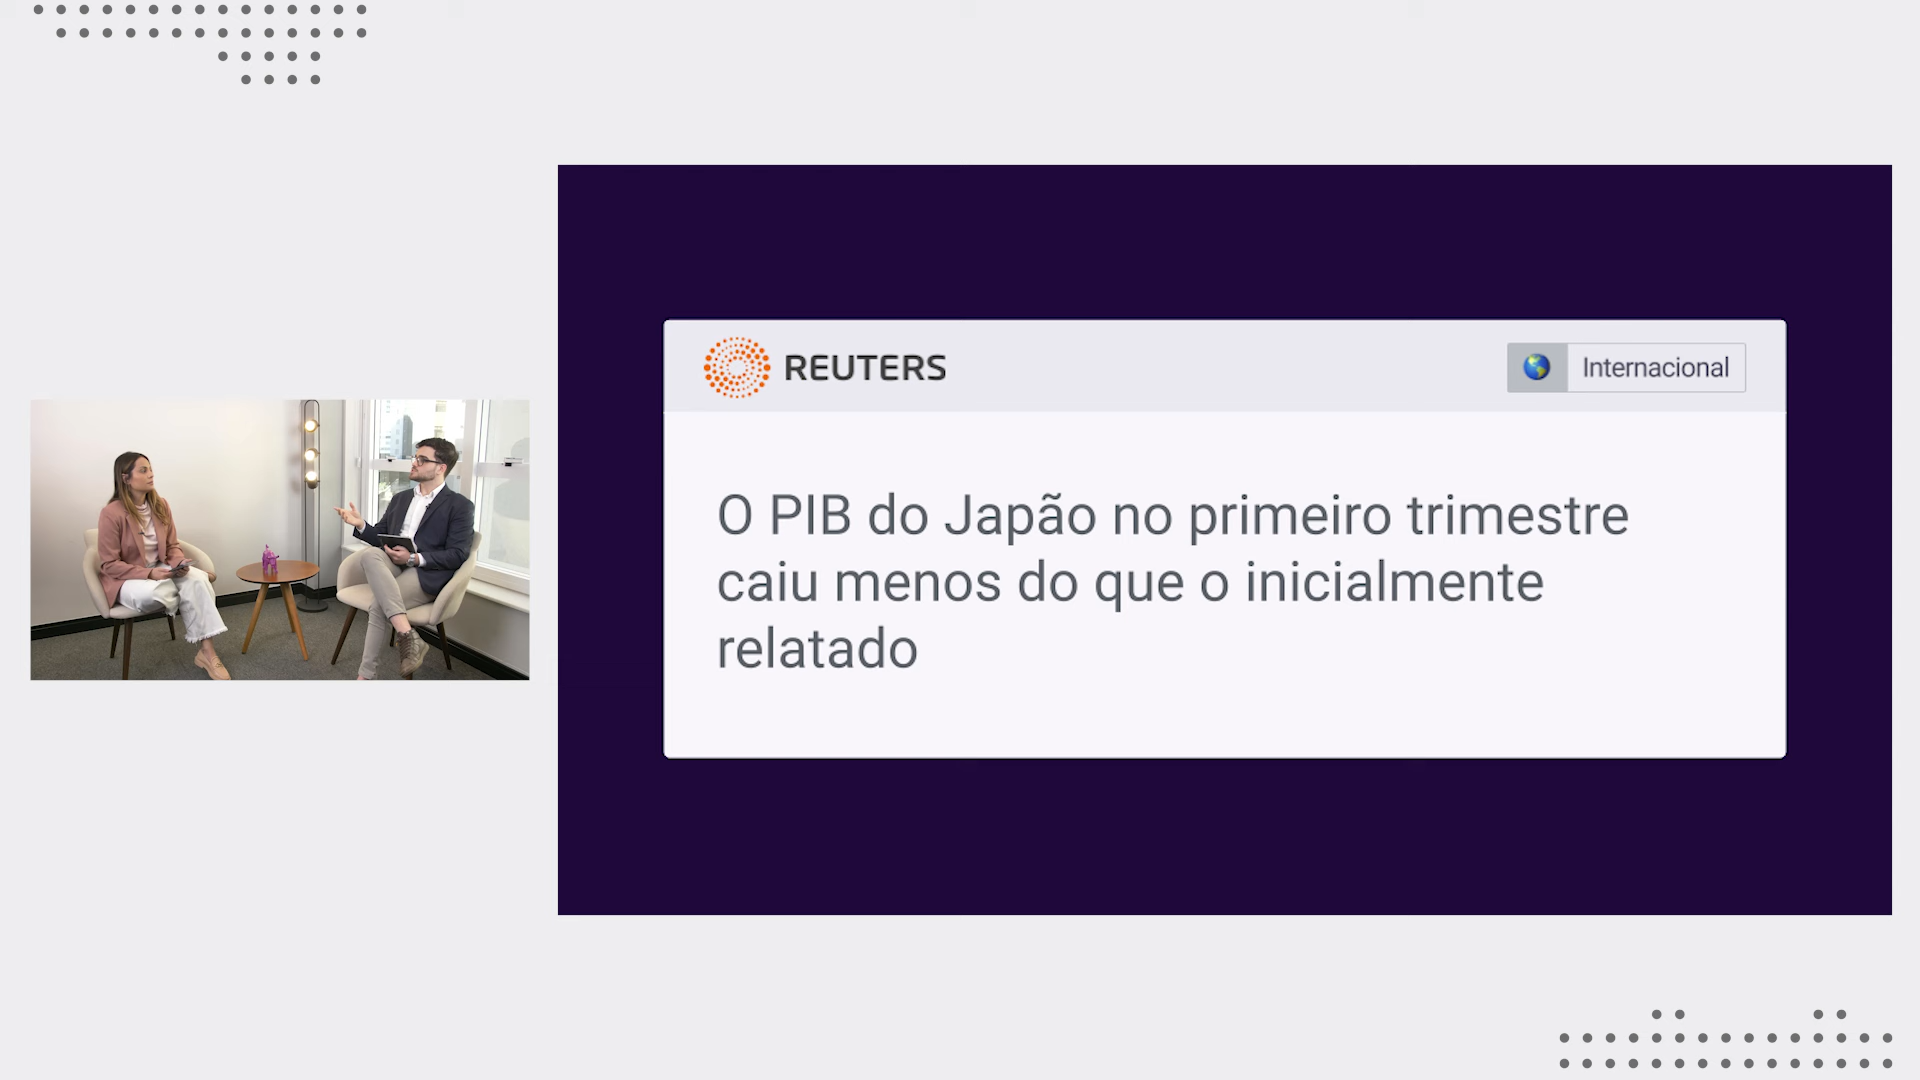 REUTERS
Internacional
O PIB do Japão no primeiro trimestre
caiu menos do que o inicialmente
relatado